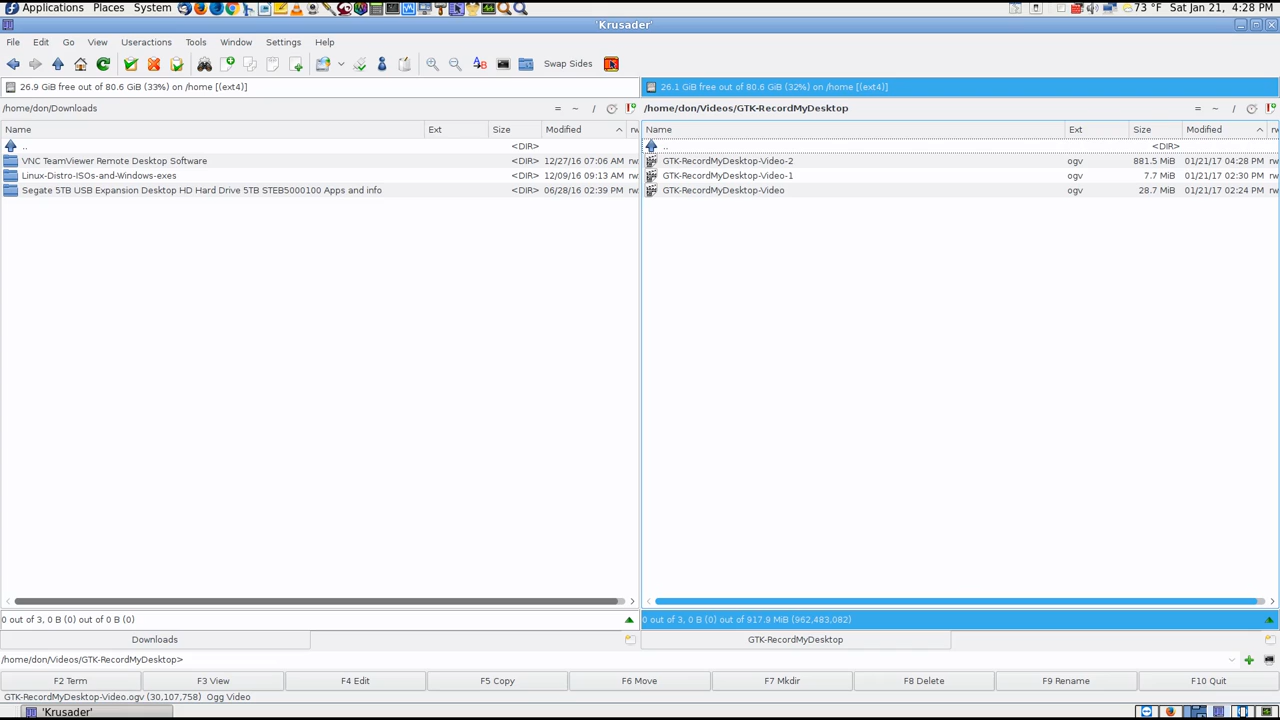 Applications Places System 73 °F Sat Jan 21, 4:28 PM
'Krusader'
File Edit Go View Useractions Tools Window Settings Help
Swap Sides
26.9 GiB free out of 80.6 GiB (33%) on /home [(ext4)]
26.1 GiB free out of 80.6 GiB (32%) on /home [(ext4)]
/home/don/Downloads = ~ /
/home/don/Videos/GTK-RecordMyDesktop = ~ /
Name Ext Size Modified rw
Name Ext Size Modified rw
.. <DIR>
.. <DIR>
VNC TeamViewer Remote Desktop Software <DIR> 12/27/16 07:06 AM rw
GTK-RecordMyDesktop-Video-2 ogv 881.5 MiB 01/21/17 04:28 PM rw
Linux-Distro-ISOs-and-Windows-exes <DIR> 12/09/16 09:13 AM rw
GTK-RecordMyDesktop-Video-1 ogv 7.7 MiB 01/21/17 02:30 PM rw
Segate 5TB USB Expansion Desktop HD Hard Drive 5TB STEB5000100 Apps and info <DIR> 06/28/16 02:39 PM rw
GTK-RecordMyDesktop-Video ogv 28.7 MiB 01/21/17 02:24 PM rw
0 out of 3, 0 B (0) out of 0 B (0)
0 out of 3, 0 B (0) out of 917.9 MiB (962,483,082)
Downloads
GTK-RecordMyDesktop
/home/don/Videos/GTK-RecordMyDesktop>
F2 Term F3 View F4 Edit F5 Copy F6 Move F7 Mkdir F8 Delete F9 Rename F10 Quit
GTK-RecordMyDesktop-Video.ogv (30,107,758) Ogg Video
'Krusader'